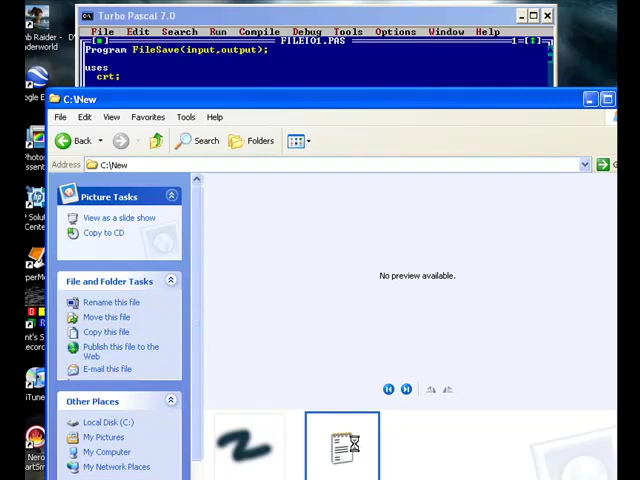 Turbo Pascal 7.0
File Edit Search Run Compile Debug Tools Options Window Help
FILEIO1.PAS
Program FileSave(input,output);
uses
crt;
C:\New
File Edit View Favorites Tools Help
Back Search Folders
Address C:\New
Picture Tasks
View as a slide show
Copy to CD
No preview available.
File and Folder Tasks
Rename this file
Move this file
Copy this file
Publish this file to the
Web
E-mail this file
Other Places
Local Disk (C:)
My Pictures
My Computer
My Network Places